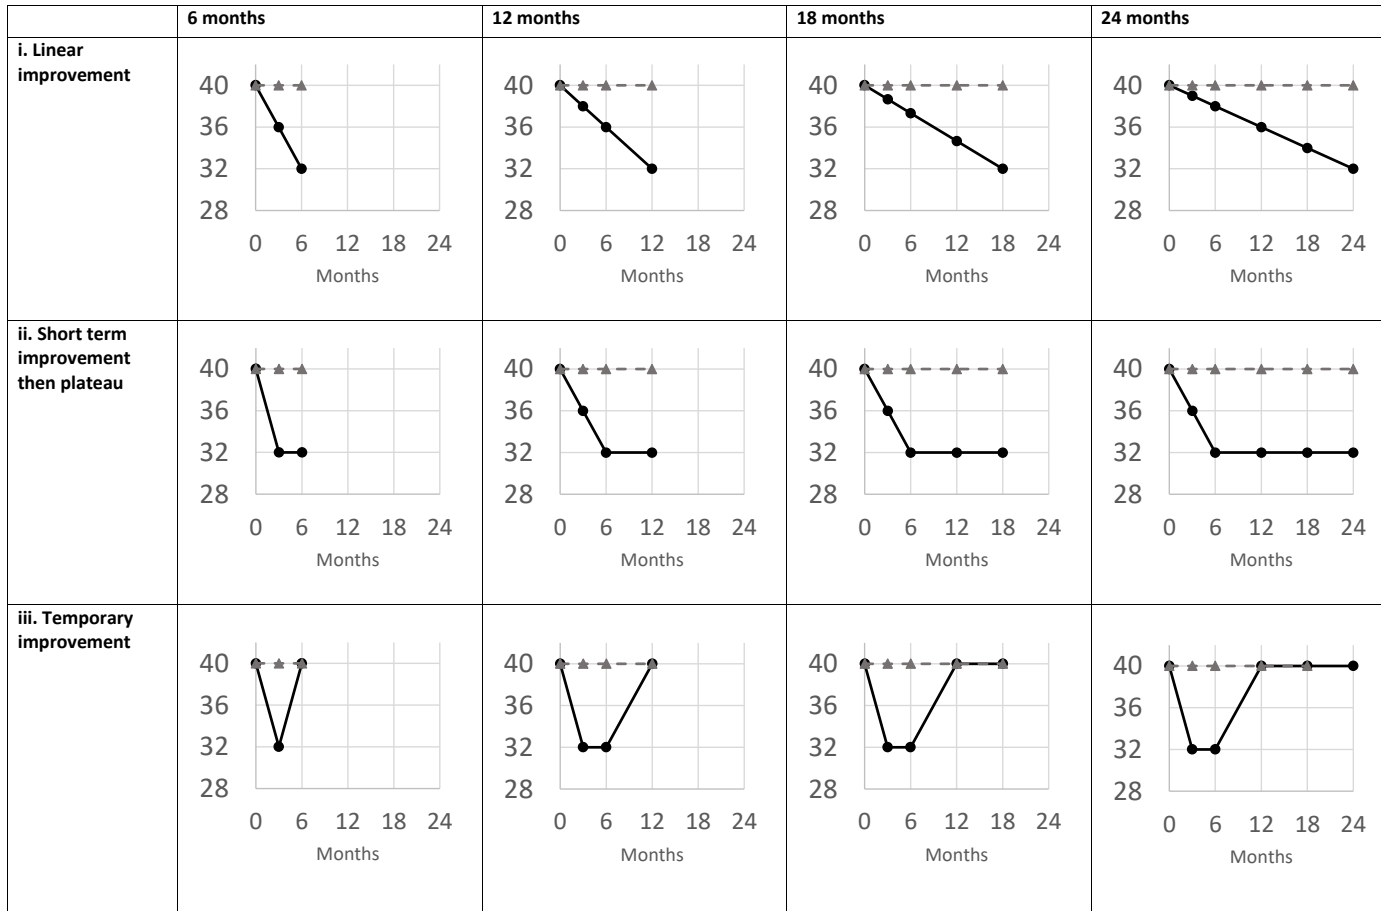 6 months
12 months
18 months
24 months
i. Linear
improvement
40
36
32
28
0 6 12 18 24
Months
40
36
32
28
0 6 12 18 24
Months
40
36
32
28
0 6 12 18 24
Months
40
36
32
28
0 6 12 18 24
Months
ii. Short term
improvement
then plateau
40
36
32
28
0 6 12 18 24
Months
40
36
32
28
0 6 12 18 24
Months
40
36
32
28
0 6 12 18 24
Months
40
36
32
28
0 6 12 18 24
Months
iii. Temporary
improvement
40
36
32
28
0 6 12 18 24
Months
40
36
32
28
0 6 12 18 24
Months
40
36
32
28
0 6 12 18 24
Months
40
36
32
28
0 6 12 18 24
Months